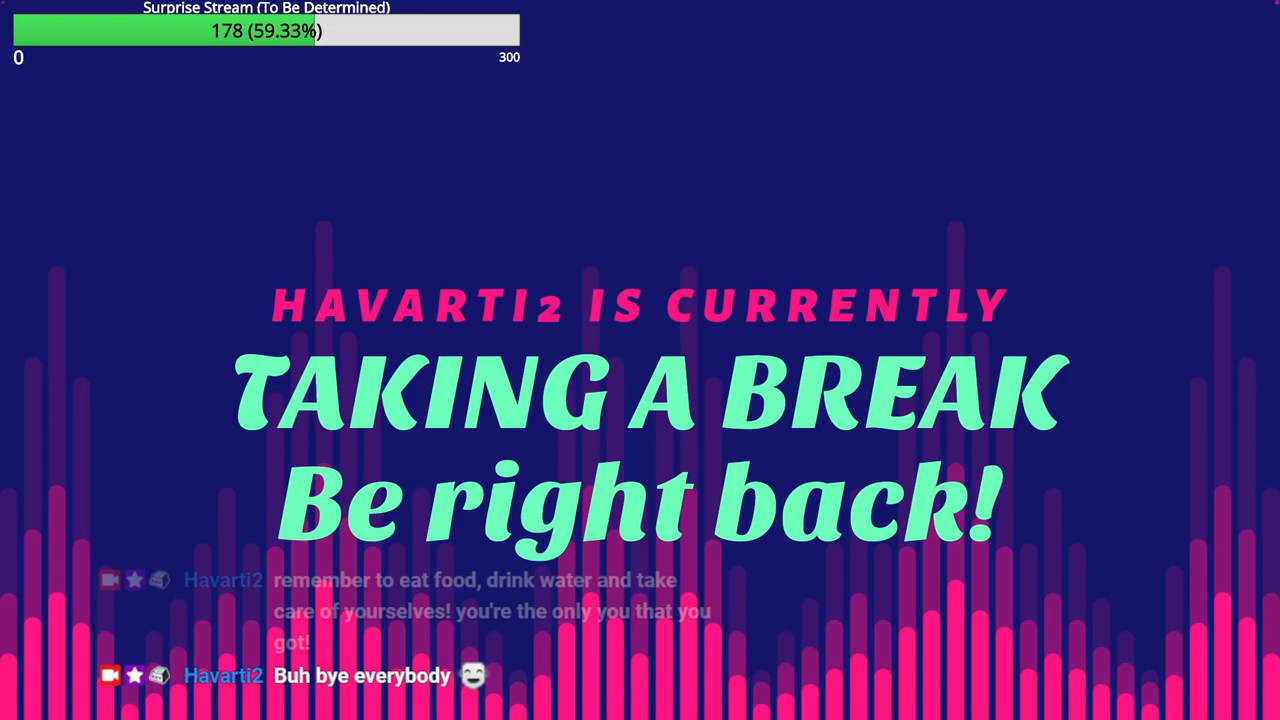 Surprise Stream (To Be Determined)
178 (59.33%)
0 300
HAVARTI2 IS CURRENTLY
TAKING A BREAK
Be right back!
Havarti2 remember to eat food, drink water and take
care of yourselves! you're the only you that you
got!
Havarti2 Buh bye everybody